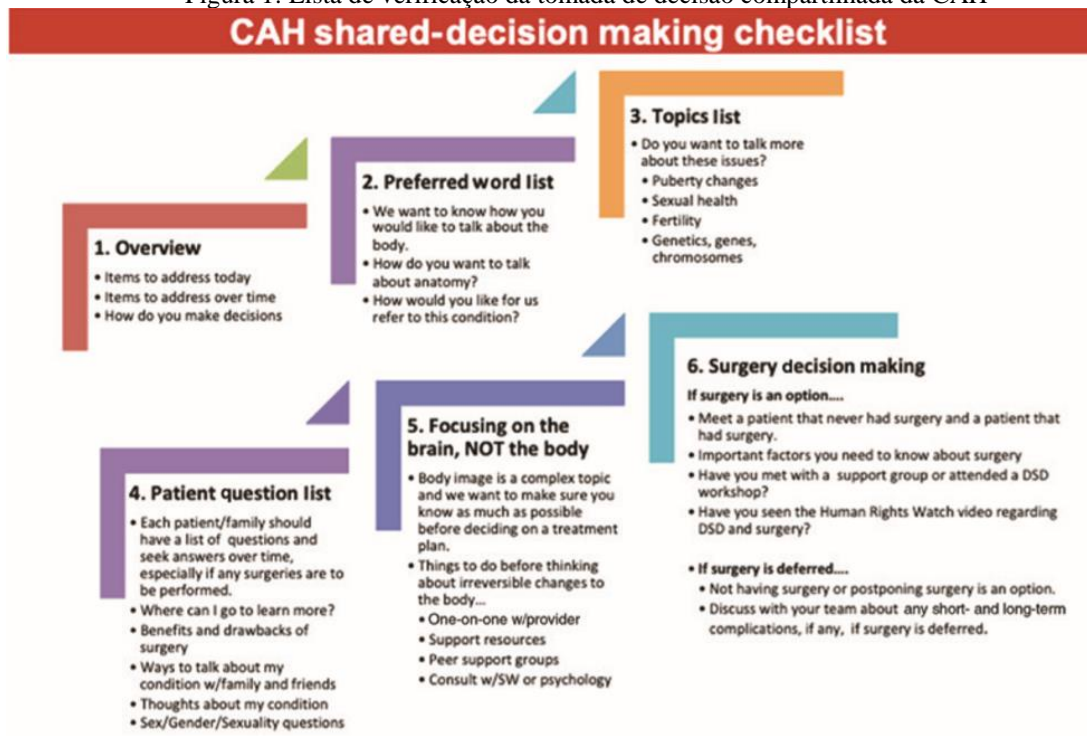 Figura 1: Lista de verificação da tomada de decisão compartilhada da CAH
CAH shared-decision making checklist
1. Overview
• Items to address today
• Items to address over time
• How do you make decisions
2. Preferred word list
• We want to know how you
would like to talk about the
body.
• How do you want to talk
about anatomy?
• How would you like for us
refer to this condition?
3. Topics list
• Do you want to talk more
about these issues?
• Puberty changes
• Sexual health
• Fertility
• Genetics, genes,
chromosomes
4. Patient question list
• Each patient/family should
have a list of questions and
seek answers over time,
especially if any surgeries are to
be performed.
• Where can I go to learn more?
• Benefits and drawbacks of
surgery
• Ways to talk about my
condition w/family and friends
• Thoughts about my condition
• Sex/Gender/Sexuality questions
5. Focusing on the
brain, NOT the body
• Body image is a complex topic
and we want to make sure you
know as much as possible
before deciding on a treatment
plan.
• Things to do before thinking
about irreversible changes to
the body...
• One-on-one w/provider
• Support resources
• Peer support groups
• Consult w/SW or psychology
6. Surgery decision making
If surgery is an option....
• Meet a patient that never had surgery and a patient that
had surgery.
• Important factors you need to know about surgery
• Have you met with a support group or attended a DSD
workshop?
• Have you seen the Human Rights Watch video regarding
DSD and surgery?
• If surgery is deferred....
• Not having surgery or postponing surgery is an option.
• Discuss with your team about any short- and long-term
complications, if any, if surgery is deferred.